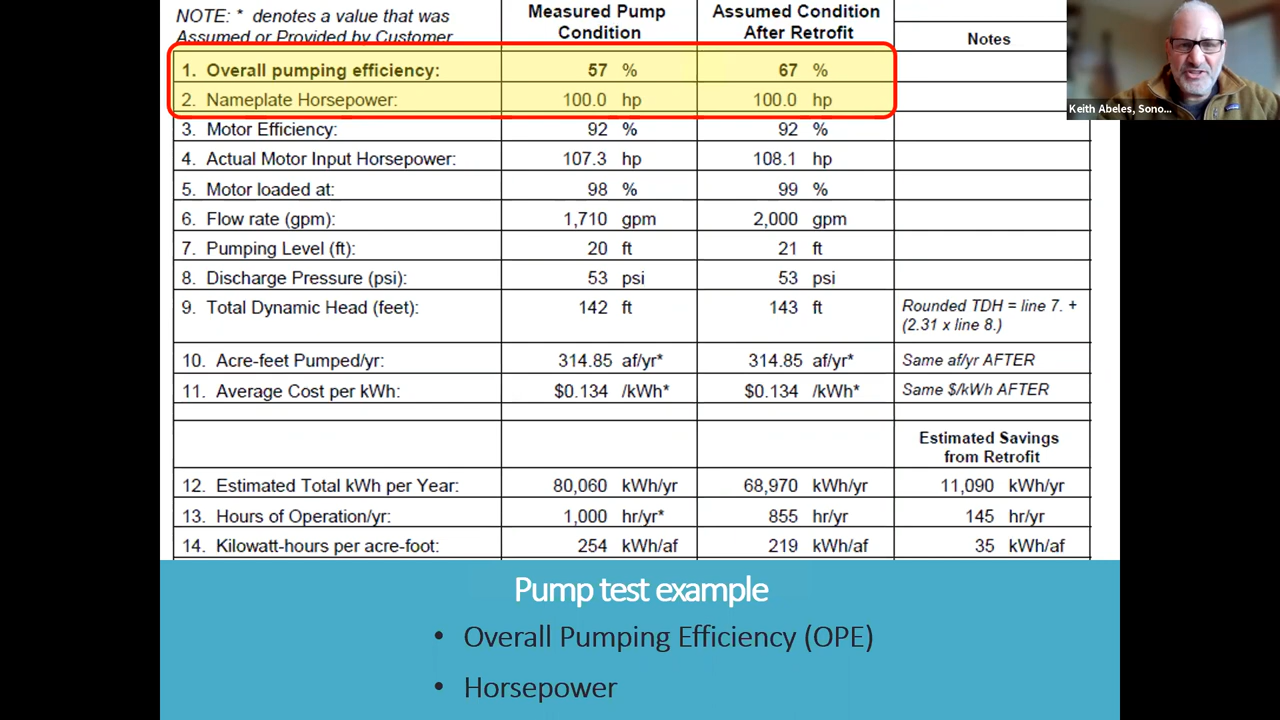 NOTE: * denotes a value that was
Assumed or Provided by Customer
Measured Pump
Condition
Assumed Condition
After Retrofit
Notes
1. Overall pumping efficiency: 57 % 67 %
2. Nameplate Horsepower: 100.0 hp 100.0 hp
3. Motor Efficiency: 92 % 92 %
4. Actual Motor Input Horsepower: 107.3 hp 108.1 hp
5. Motor loaded at: 98 % 99 %
6. Flow rate (gpm): 1,710 gpm 2,000 gpm
7. Pumping Level (ft): 20 ft 21 ft
8. Discharge Pressure (psi): 53 psi 53 psi
9. Total Dynamic Head (feet): 142 ft 143 ft Rounded TDH = line 7. +
(2.31 x line 8.)
10. Acre-feet Pumped/yr: 314.85 af/yr* 314.85 af/yr* Same af/yr AFTER
11. Average Cost per kWh: $0.134 /kWh* $0.134 /kWh* Same $/kWh AFTER
Estimated Savings
from Retrofit
12. Estimated Total kWh per Year: 80,060 kWh/yr 68,970 kWh/yr 11,090 kWh/yr
13. Hours of Operation/yr: 1,000 hr/yr* 855 hr/yr 145 hr/yr
14. Kilowatt-hours per acre-foot: 254 kWh/af 219 kWh/af 35 kWh/af
Keith Abeles, Sono...
Pump test example
• Overall Pumping Efficiency (OPE)
• Horsepower